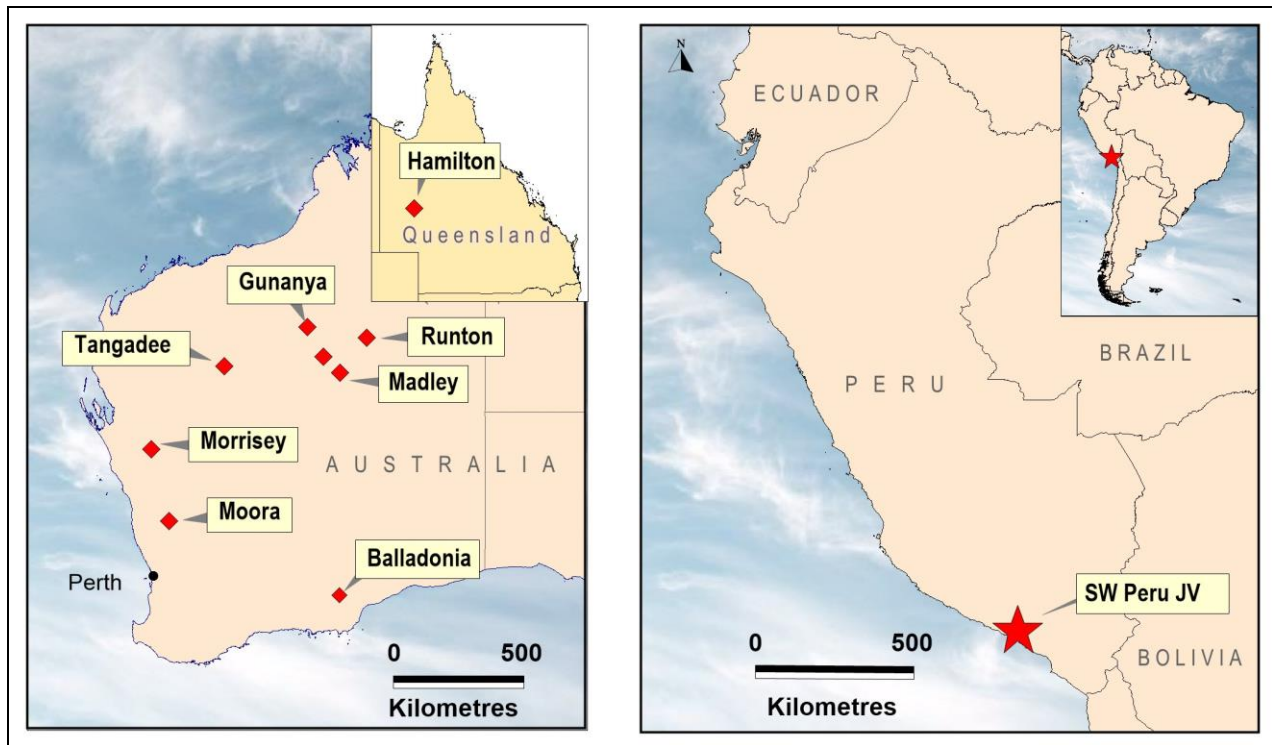 Hamilton
Queensland
Gunanya
Runton
Tangadee
Madley
Morrisey
AUSTRALIA
Moora
Balladonia
Perth
0 500
Kilometres
N
ECUADOR
BRAZIL
PERU
SW Peru JV
0 500
BOLIVIA
Kilometres